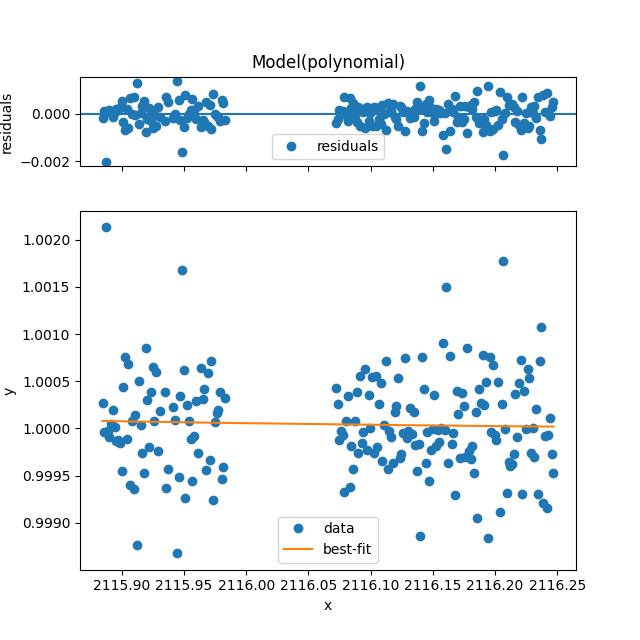 Model(polynomial)
residuals
0.000
−0.002
residuals
1.0020
1.0015
1.0010
1.0005
1.0000
0.9995
0.9990
y
data
best-fit
2115.90 2115.95 2116.00 2116.05 2116.10 2116.15 2116.20 2116.25
x